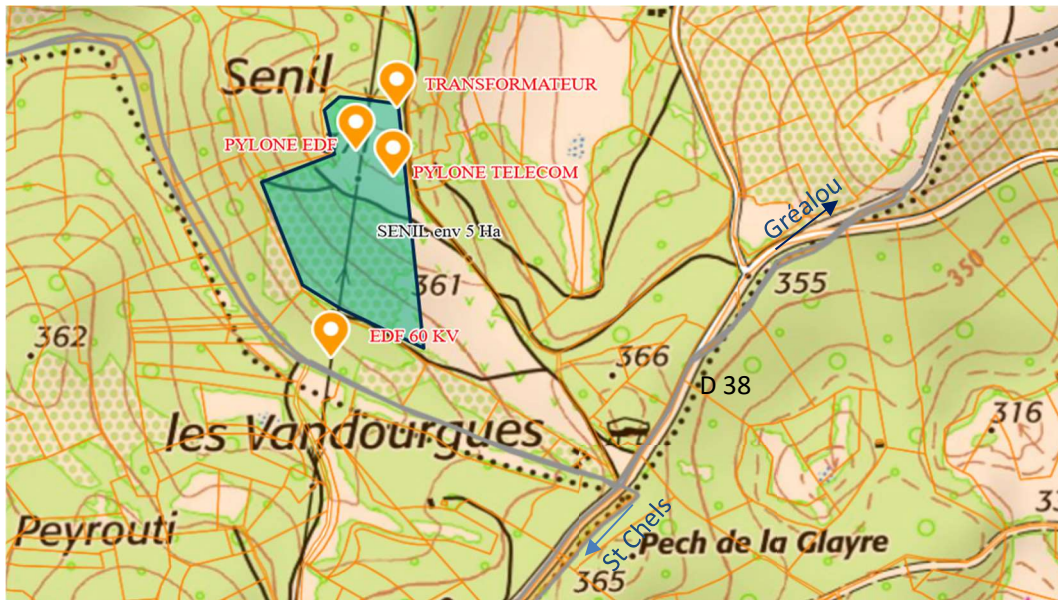 Senil
TRANSFORMATEUR
PYLONE EDF
PYLONE TELECOM
Gréalou
SENIL env 5 Ha
350
361
355
362
EDF 60 KV
366
D 38
316
les Vandourgues
Peyrouti
St Chels
Pech de la Glayre
365